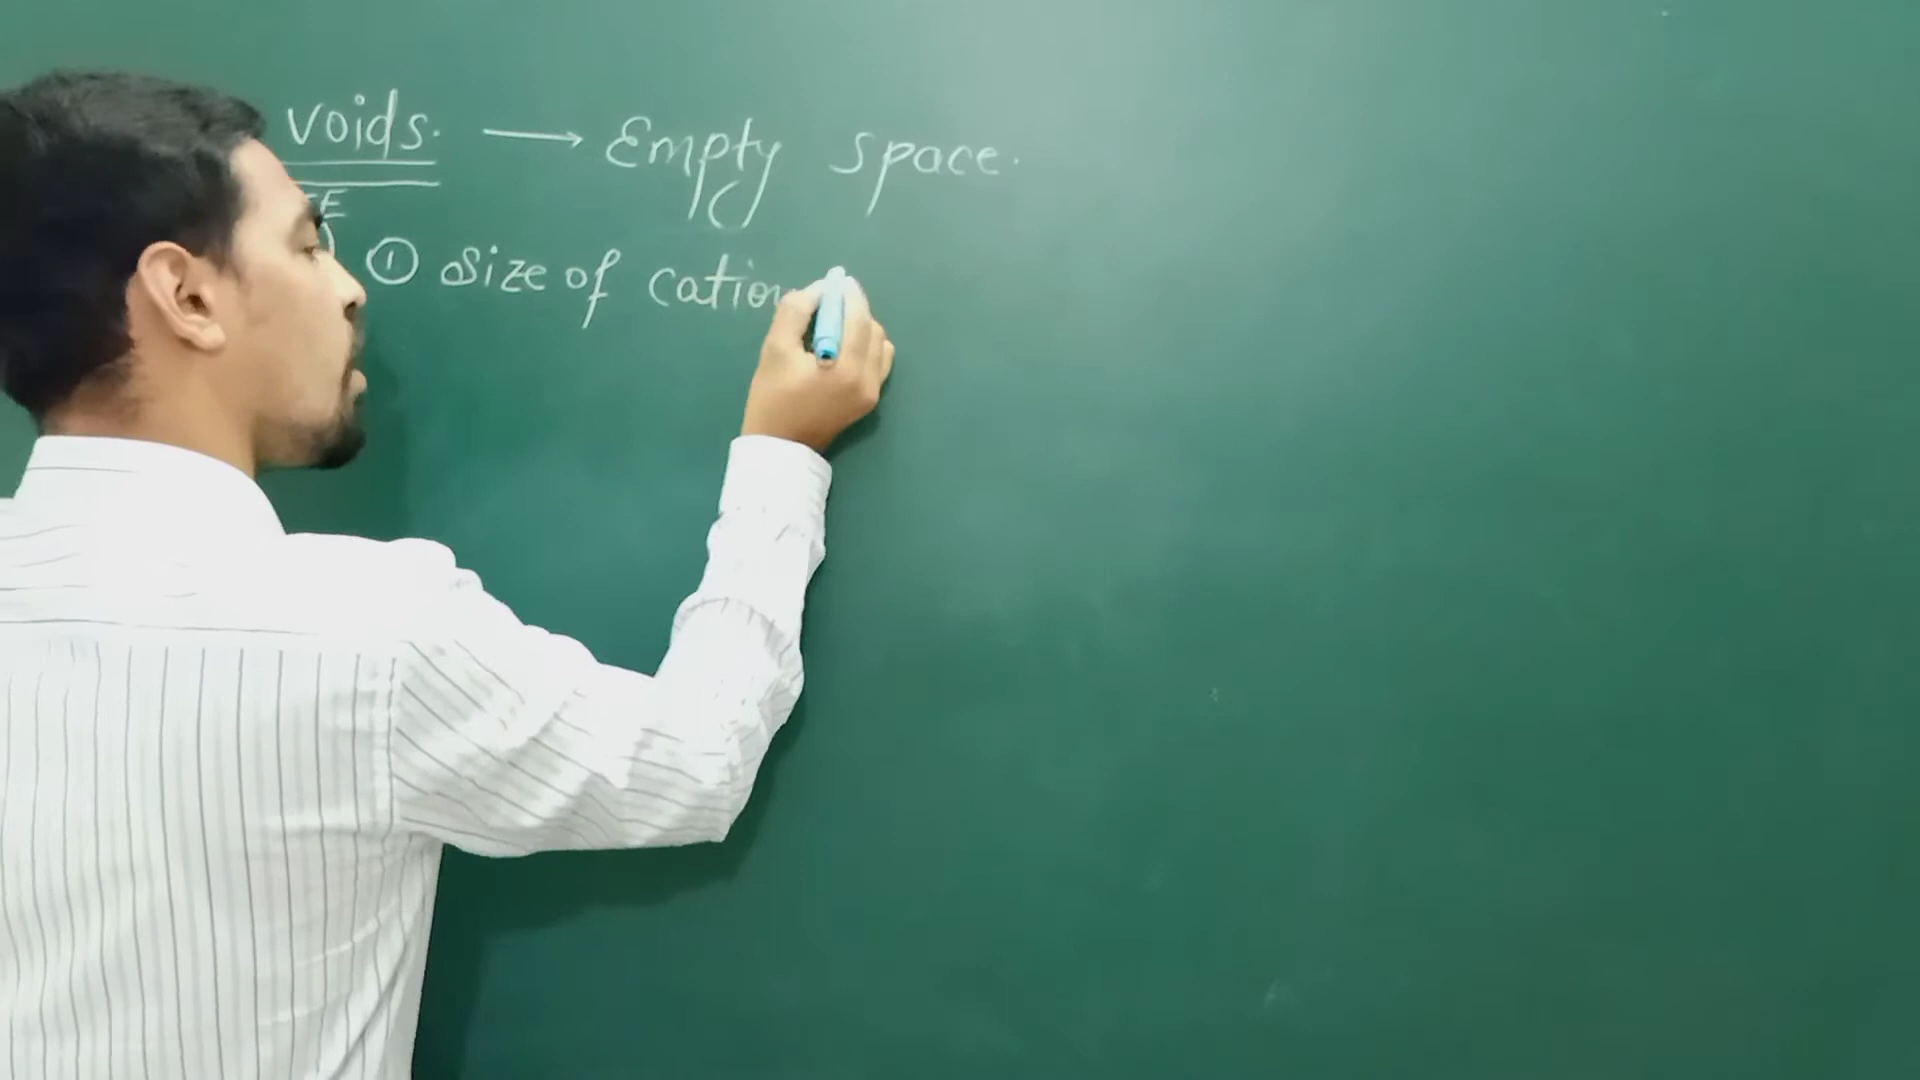 voids. → Empty space.
① size of cation